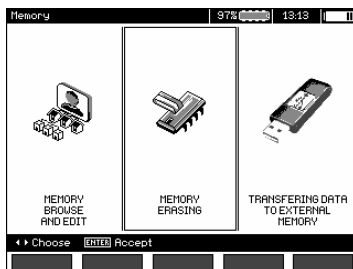 Memory 97% 13:13
MEMORY
BROWSE
AND EDIT
MEMORY
ERASING
TRANSFERING DATA
TO EXTERNAL
MEMORY
Choose ENTER Accept